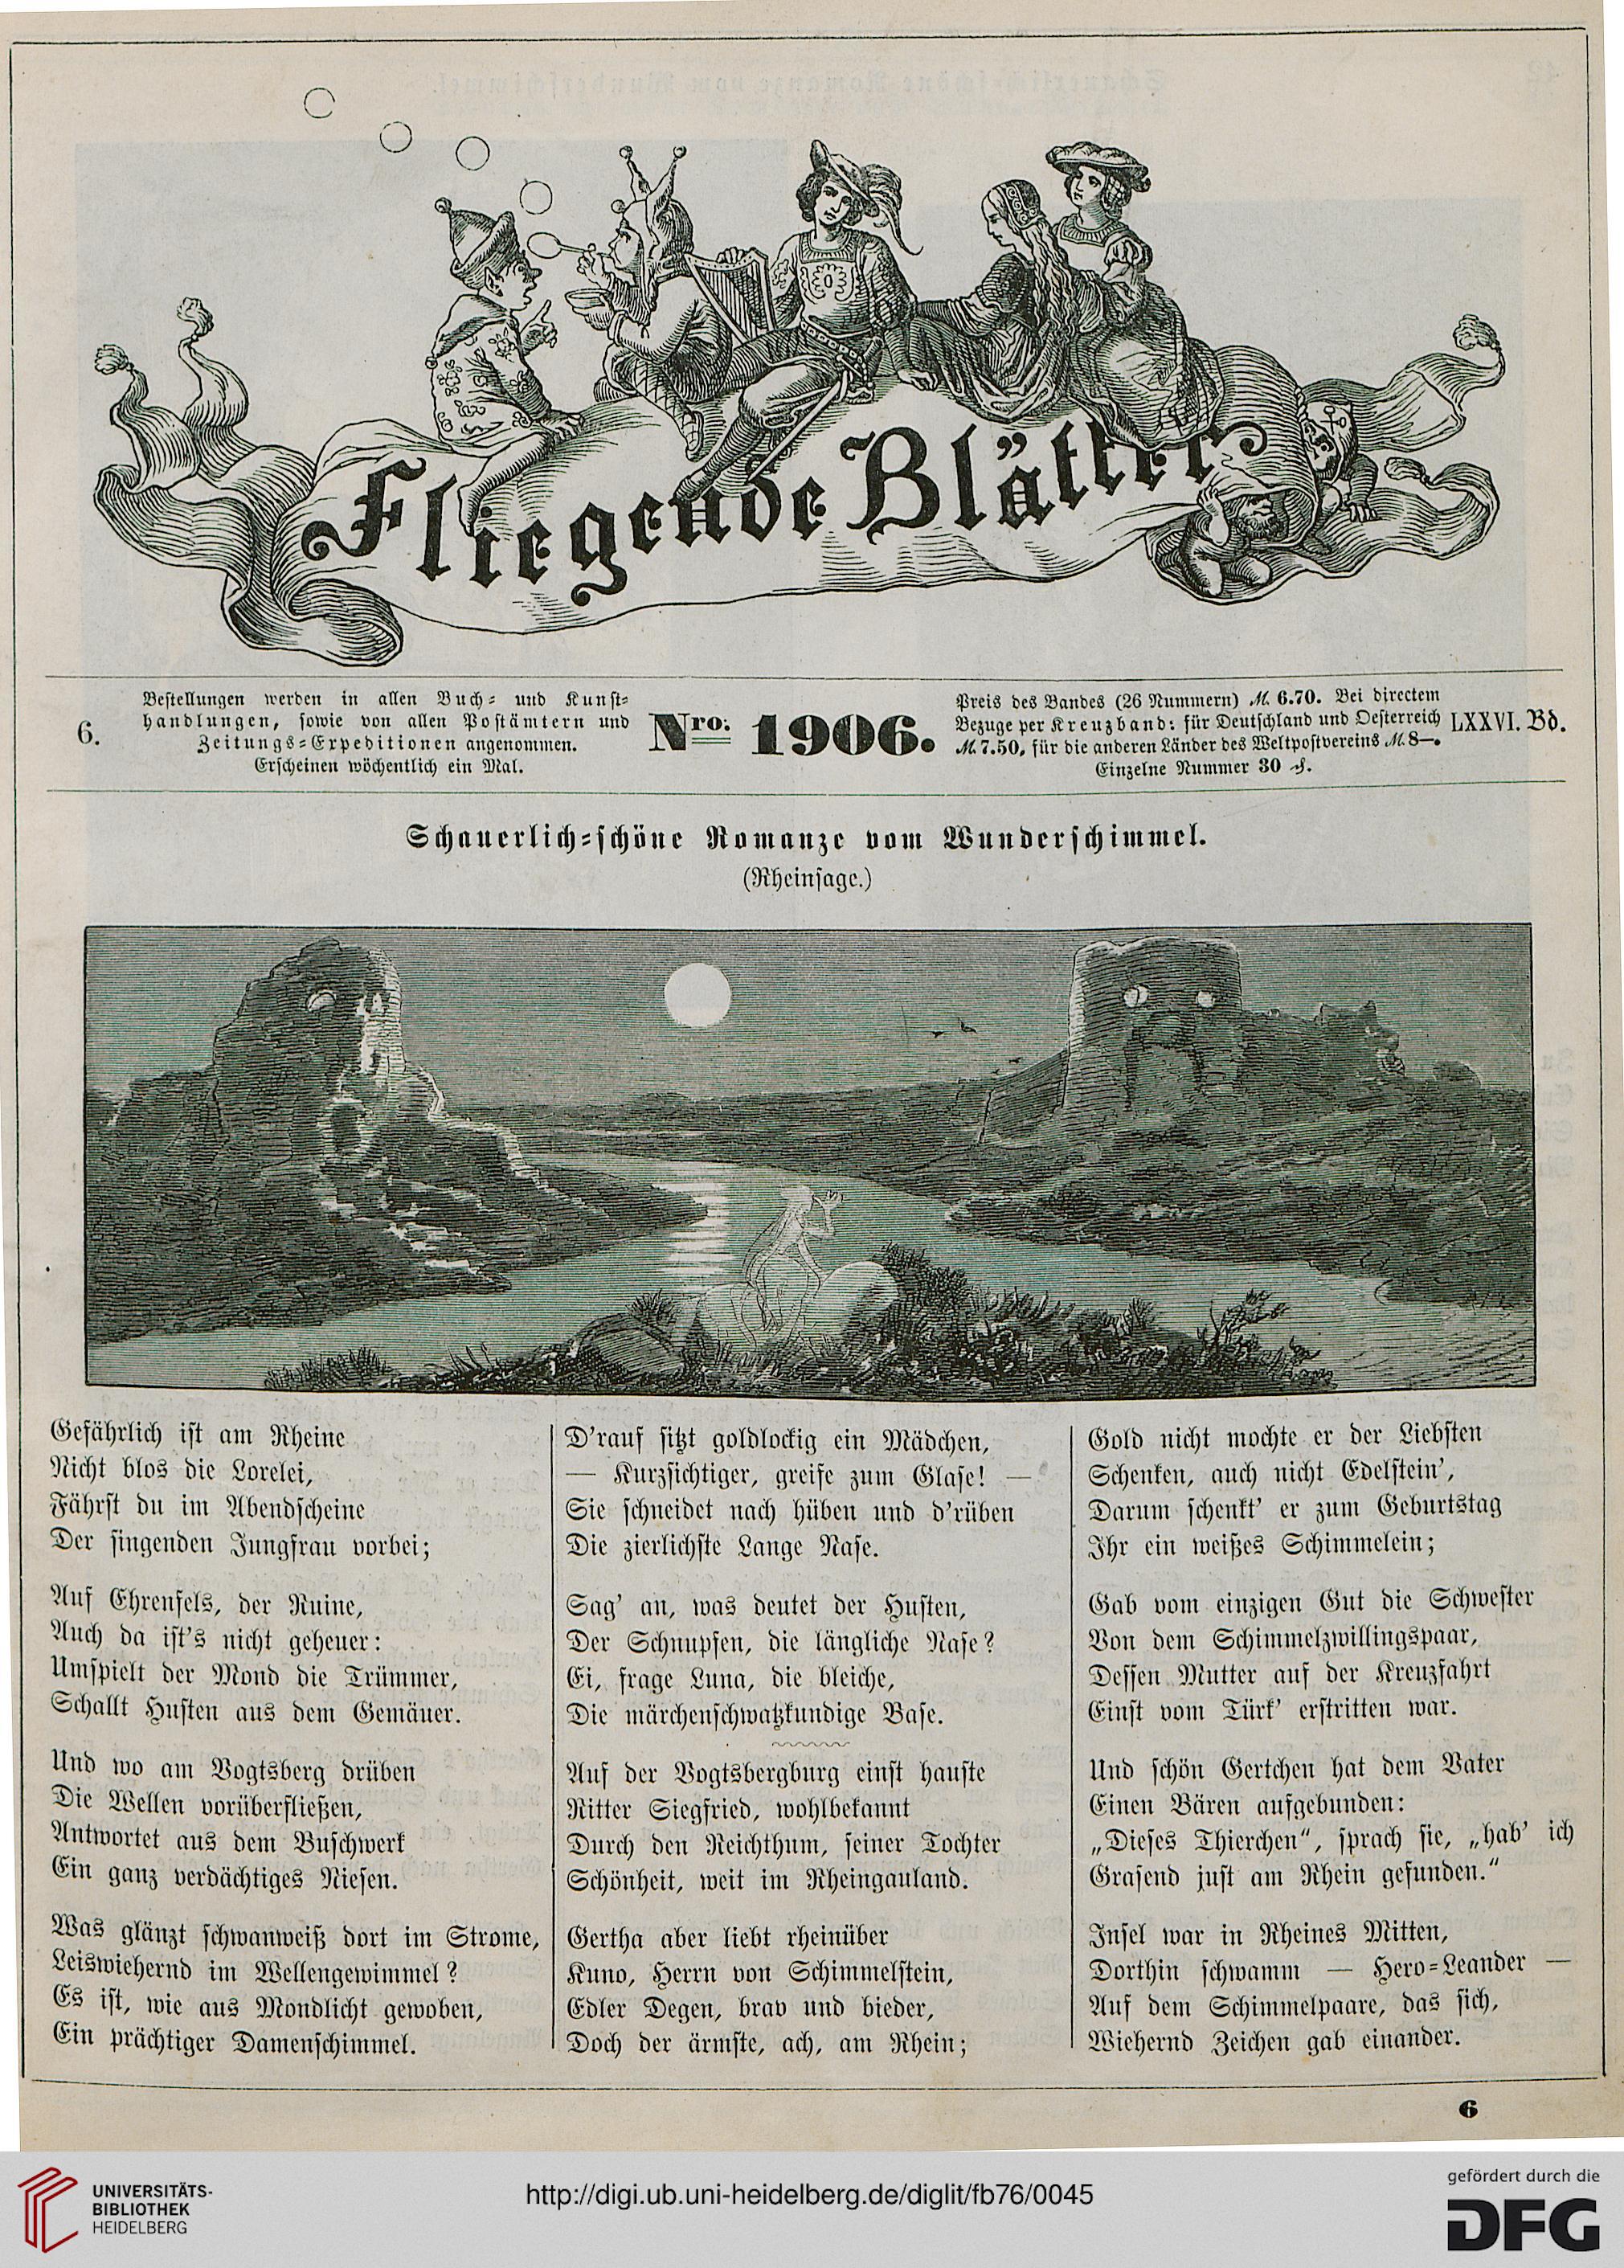 Fliegende Blätter
6.
Bestellungen werden in allen Buch- und Kunst-
handlungen, sowie von allen Postämtern und
Zeitungs-Expeditionen angenommen.
Erscheinen wöchentlich ein Mal.
Nro. 1906.
Preis des Bandes (26 Nummern) ℳ 6.70. Bei directem
Bezuge per Kreuzband: für Deutschland und Oesterreich
ℳ 7.50, für die anderen Länder des Weltpostvereins ℳ 8—.
Einzelne Nummer 30 ₰.
LXXVI. Bd.
Schauerlich-schöne Romanze vom Wunderschimmel.
(Rheinsage.)
Gefährlich ist am Rheine
Nicht blos die Lorelei,
Fährst du im Abendscheine
Der singenden Jungfrau vorbei;
Auf Ehrenfels, der Ruine,
Auch da ist's nicht geheuer:
Umspielt der Mond die Trümmer,
Schallt Husten aus dem Gemäuer.
Und wo am Vogtsberg drüben
Die Wellen vorüberfließen,
Antwortet aus dem Buschwerk
Ein ganz verdächtiges Niesen.
Was glänzt schwanweiß dort im Strome,
Leiswiehernd im Wellengewimmel?
Es ist, wie aus Mondlicht gewoben,
Ein prächtiger Damenschimmel.
D'rauf sitzt goldlockig ein Mädchen,
— Kurzsichtiger, greife zum Glase! —
Sie schneidet nach hüben und d'rüben
Die zierlichste Lange Nase.
Sag' an, was deutet der Husten,
Der Schnupfen, die längliche Nase?
Ei, frage Luna, die bleiche,
Die märchenschwatzkundige Base.
Auf der Vogtsbergburg einst hauste
Ritter Siegfried, wohlbekannt
Durch den Reichthum, seiner Tochter
Schönheit, weit im Rheingauland.
Gertha aber liebt rheinüber
Kuno, Herrn von Schimmelstein,
Edler Degen, brav und bieder,
Doch der ärmste, ach, am Rhein;
Gold nicht mochte er der Liebsten
Schenken, auch nicht Edelstein',
Darum schenkt' er zum Geburtstag
Ihr ein weißes Schimmelein;
Gab vom einzigen Gut die Schwester
Von dem Schimmelzwillingspaar,
Dessen Mutter auf der Kreuzfahrt
Einst vom Türk' erstritten war.
Und schön Gertchen hat dem Vater
Einen Bären aufgebunden:
„Dieses Thierchen“, sprach sie, „hab' ich
Grasend just am Rhein gefunden.“
Insel war in Rheines Mitten,
Dorthin schwamm — Hero-Leander —
Auf dem Schimmelpaare, das sich,
Wiehernd Zeichen gab einander.
6
UNIVERSITÄTS-
BIBLIOTHEK
HEIDELBERG
http://digi.ub.uni-heidelberg.de/diglit/fb76/0045
gefördert durch die
DFG